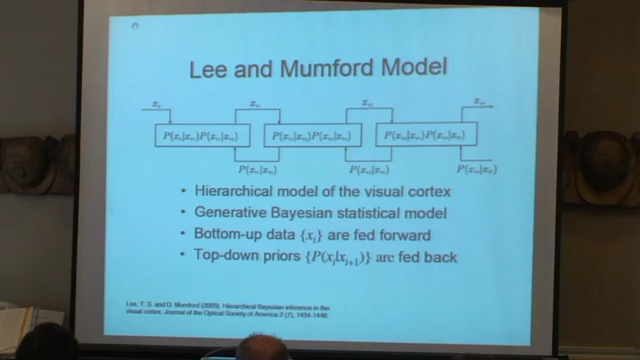 Lee and Mumford Model
P(x
P(x
P(x
• Hierarchical model of the visual cortex
• Generative Bayesian statistical model
• Bottom-up data {xᵢ} are fed forward
• Top-down priors {P(xᵢ|xᵢ₊₁)} are fed back
Lee, T. S. and D. Mumford (2003). Hierarchical Bayesian inference in the
visual cortex. Journal of the Optical Society of America 2 (7), 1434-1448.